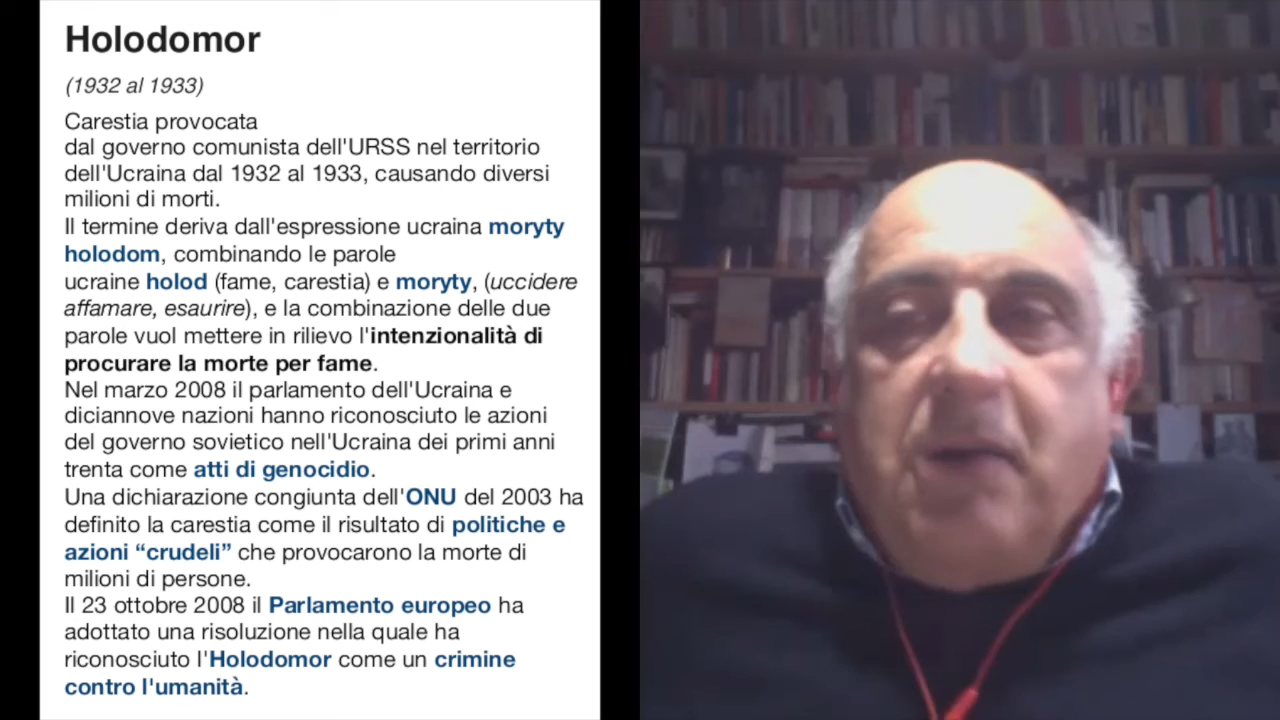 Holodomor
(1932 al 1933)
Carestia provocata
dal governo comunista dell'URSS nel territorio
dell'Ucraina dal 1932 al 1933, causando diversi
milioni di morti.
Il termine deriva dall'espressione ucraina moryty
holodom, combinando le parole
ucraine holod (fame, carestia) e moryty, (uccidere
affamare, esaurire), e la combinazione delle due
parole vuol mettere in rilievo l'intenzionalità di
procurare la morte per fame.
Nel marzo 2008 il parlamento dell'Ucraina e
diciannove nazioni hanno riconosciuto le azioni
del governo sovietico nell'Ucraina dei primi anni
trenta come atti di genocidio.
Una dichiarazione congiunta dell'ONU del 2003 ha
definito la carestia come il risultato di politiche e
azioni “crudeli” che provocarono la morte di
milioni di persone.
Il 23 ottobre 2008 il Parlamento europeo ha
adottato una risoluzione nella quale ha
riconosciuto l'Holodomor come un crimine
contro l'umanità.